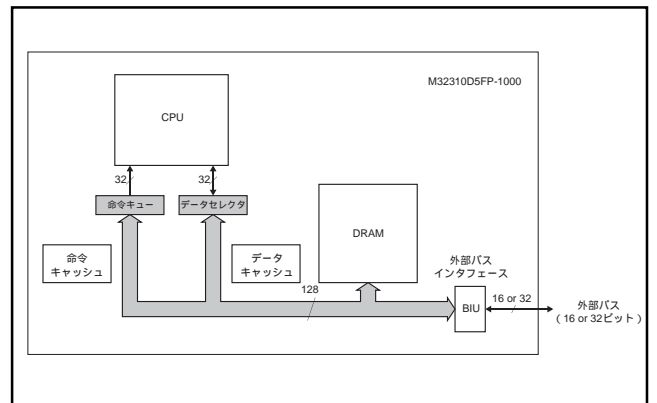 M32310D5FP-1000
CPU
32
32
命令キュー
データセレクタ
DRAM
命令
キャッシュ
データ
キャッシュ
外部バス
インタフェース
128
16 or 32
BIU
外部バス
（16 or 32ビット）